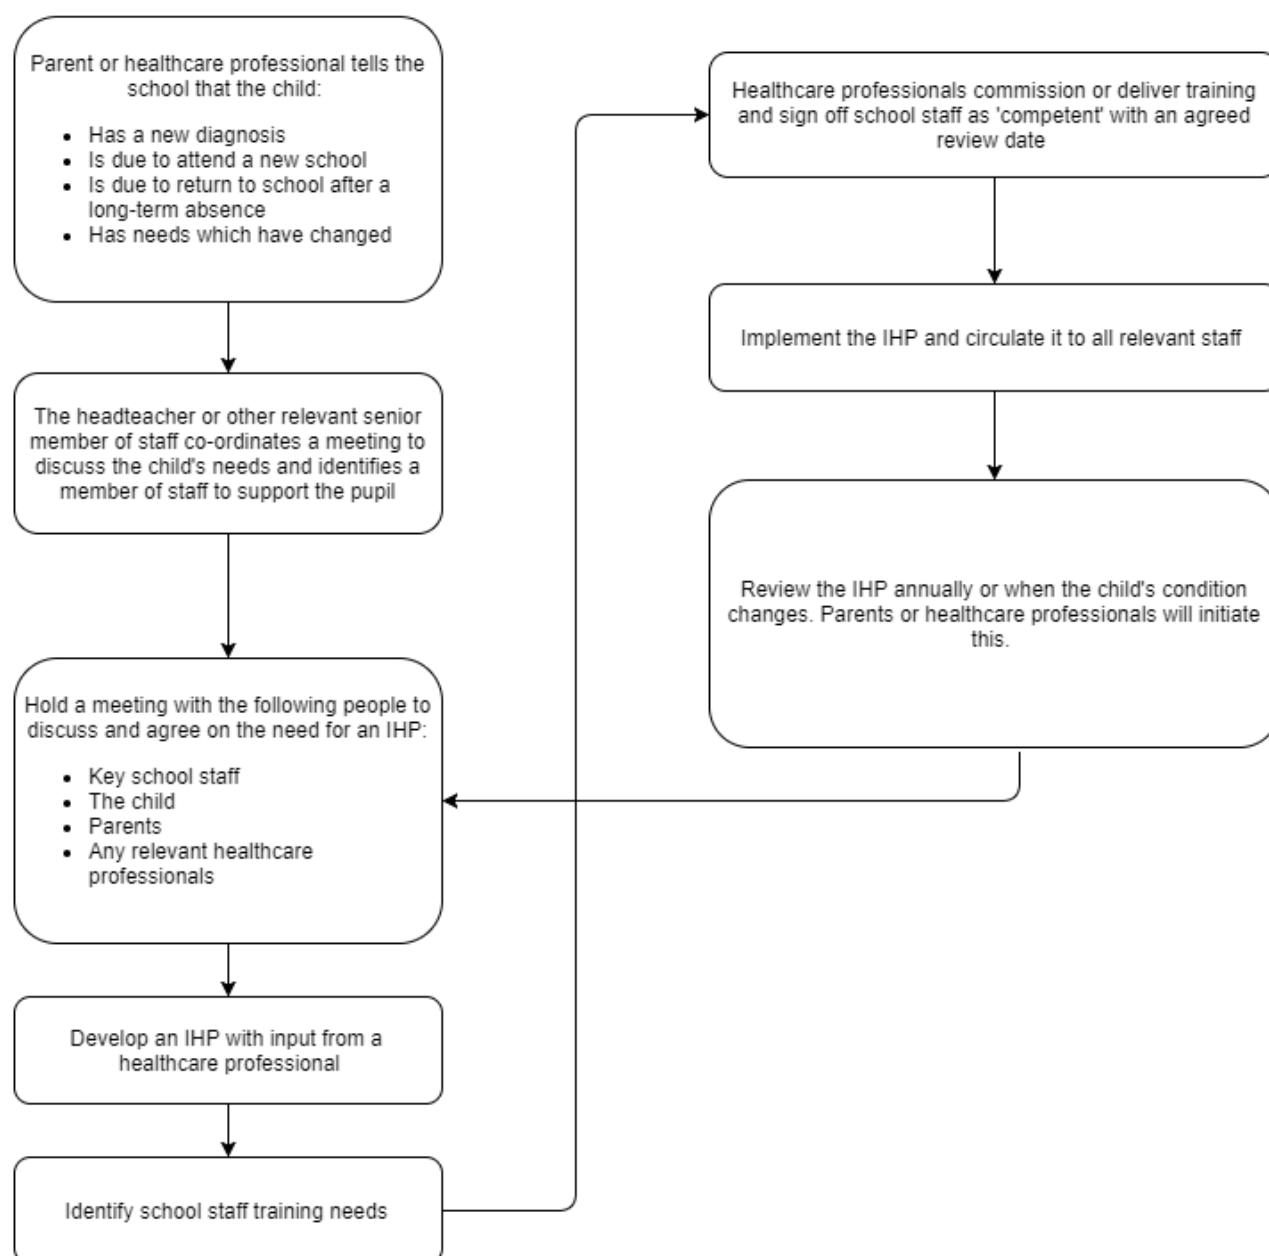 Parent or healthcare professional tells the
school that the child:
• Has a new diagnosis
• Is due to attend a new school
• Is due to return to school after a
long-term absence
• Has needs which have changed
The headteacher or other relevant senior
member of staff co-ordinates a meeting to
discuss the child's needs and identifies a
member of staff to support the pupil
Hold a meeting with the following people to
discuss and agree on the need for an IHP:
• Key school staff
• The child
• Parents
• Any relevant healthcare
professionals
Develop an IHP with input from a
healthcare professional
Identify school staff training needs
Healthcare professionals commission or deliver training
and sign off school staff as 'competent' with an agreed
review date
Implement the IHP and circulate it to all relevant staff
Review the IHP annually or when the child's condition
changes. Parents or healthcare professionals will initiate
this.